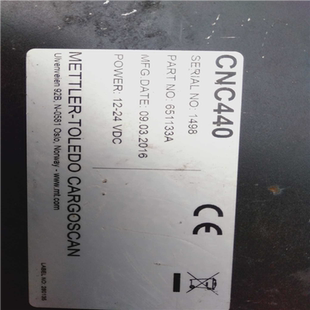 CNC440
SERIAL NO: 1498
PART NO: 651133A
MFG.DATE: 09.03.2016
POWER: 12-24 VDC
METTLER-TOLEDO CARGOSCAN
Ulvenveien 92B, N-0581 Oslo, Norway - www.mt.com
CE